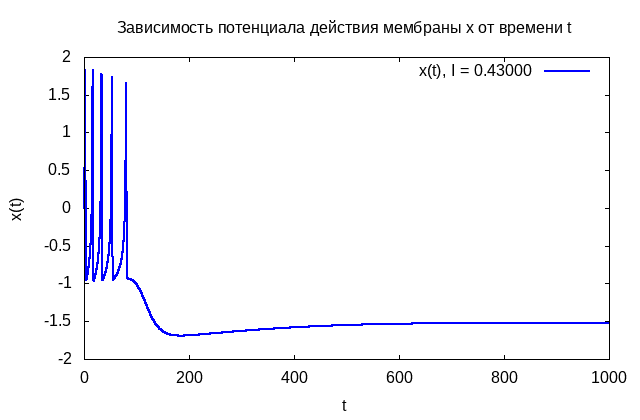 Зависимость потенциала действия мембраны x от времени t
x(t), I = 0.43000
2
1.5
1
0.5
0
-0.5
-1
-1.5
-2
x(t)
0 200 400 600 800 1000
t